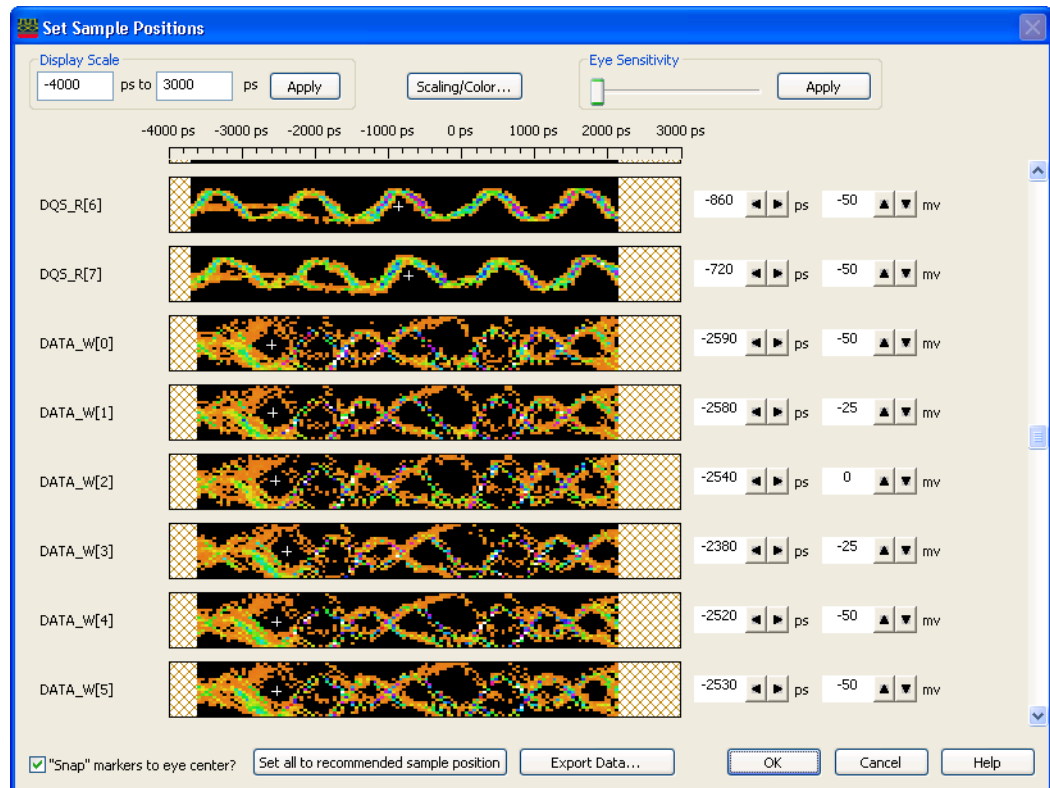 Set Sample Positions
Display Scale
Eye Sensitivity
-4000 ps to 3000 ps Apply Scaling/Color... Apply
-4000 ps -3000 ps -2000 ps -1000 ps 0 ps 1000 ps 2000 ps 3000 ps
DQS_R[6] -860 ps -50 mv
DQS_R[7] -720 ps -50 mv
DATA_W[0] -2590 ps -50 mv
DATA_W[1] -2580 ps -25 mv
DATA_W[2] -2540 ps 0 mv
DATA_W[3] -2380 ps -25 mv
DATA_W[4] -2520 ps -50 mv
DATA_W[5] -2530 ps -50 mv
"Snap" markers to eye center? Set all to recommended sample position Export Data... OK Cancel Help